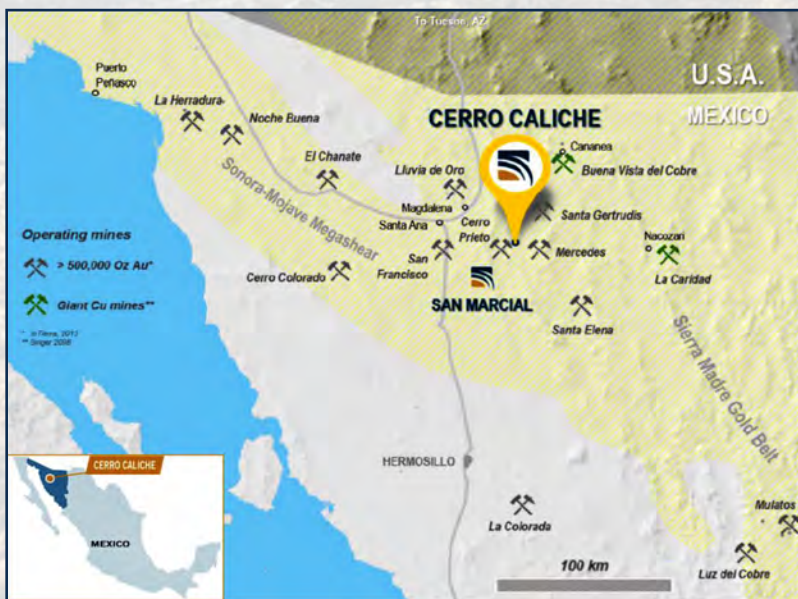 To Tucson, AZ
U.S.A.
MEXICO
Puerto
Peñasco
La Herradura
Noche Buena
CERRO CALICHE
Cananea
Buena Vista del Cobre
El Chanate
Lluvia de Oro
Sonora-Mojave Megashear
Magdalena
Santa Ana
Cerro
Prieto
Santa Gertrudis
Operating mines
> 500,000 Oz Au*
Giant Cu mines**
** Singer 2008
San
Francisco
Mercedes
Nacozari
La Caridad
Cerro Colorado
SAN MARCIAL
Santa Elena
Sierra Madre Gold Belt
HERMOSILLO
CERRO CALICHE
MEXICO
La Colorada
Mulatos
Luz del Cobre
100 km